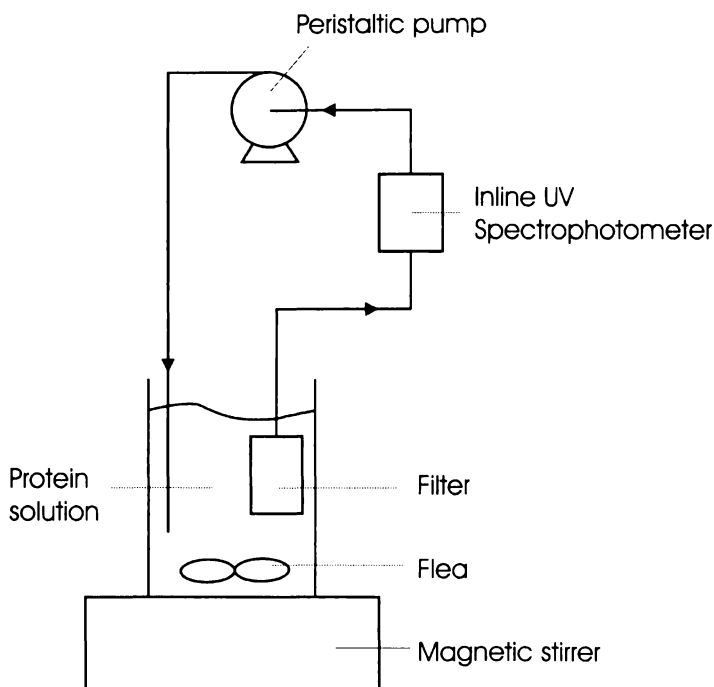 Peristaltic pump
Inline UV
Spectrophotometer
Protein
solution
Filter
Flea
Magnetic stirrer